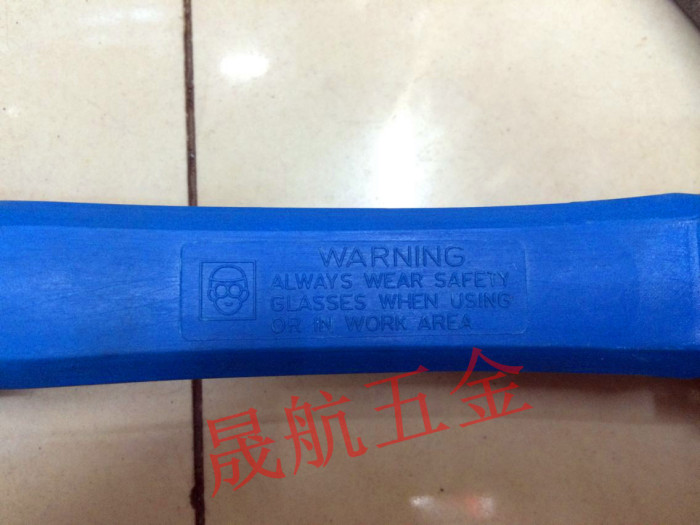 WARNING
ALWAYS WEAR SAFETY
GLASSES WHEN USING
OR IN WORK AREA
晟航五金